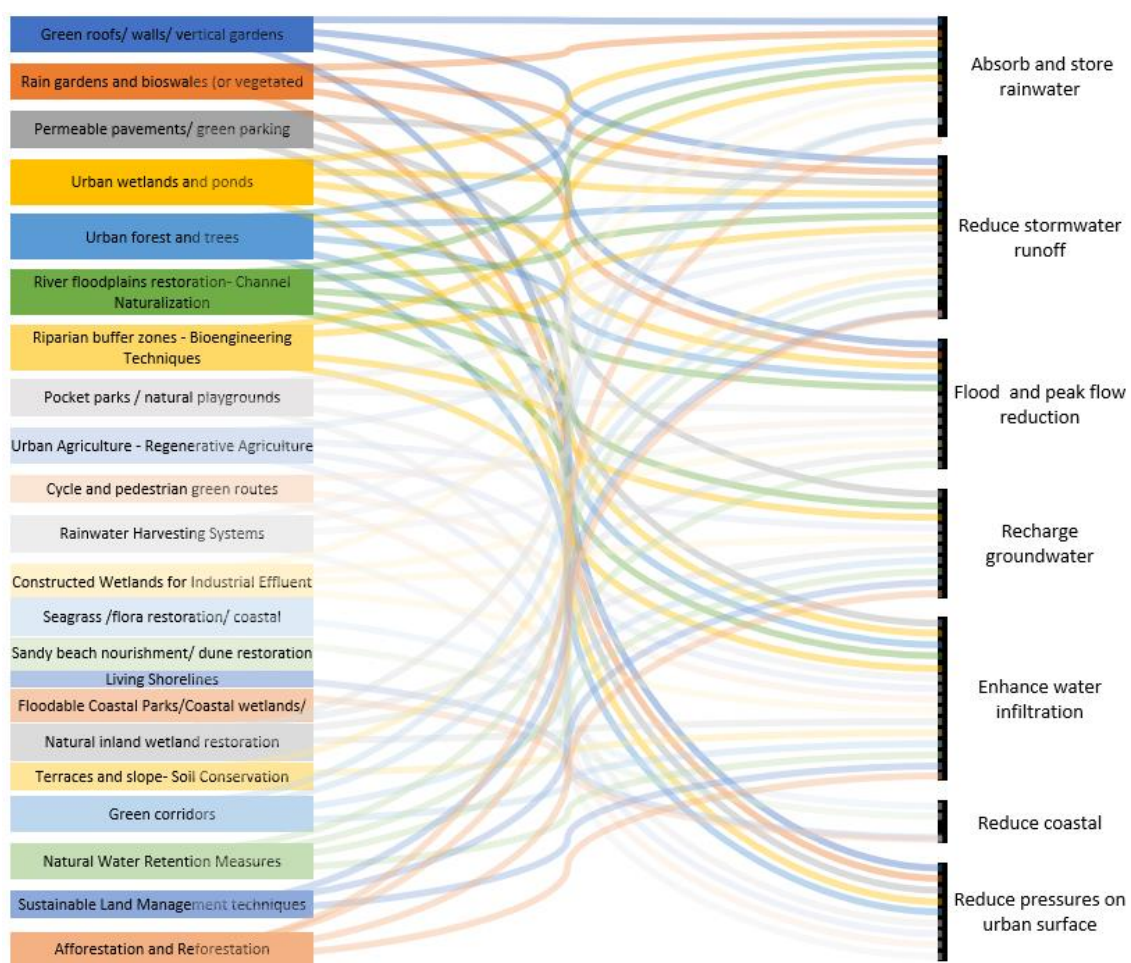 Green roofs/ walls/ vertical gardens
Rain gardens and bioswales (or vegetated
Permeable pavements/ green parking
Urban wetlands and ponds
Urban forest and trees
River floodplains restoration- Channel
Naturalization
Riparian buffer zones - Bioengineering
Techniques
Pocket parks / natural playgrounds
Urban Agriculture - Regenerative Agriculture
Cycle and pedestrian green routes
Rainwater Harvesting Systems
Constructed Wetlands for Industrial Effluent
Seagrass /flora restoration/ coastal
Sandy beach nourishment/ dune restoration
Living Shorelines
Floodable Coastal Parks/Coastal wetlands/
Natural inland wetland restoration
Terraces and slope- Soil Conservation
Green corridors
Natural Water Retention Measures
Sustainable Land Management techniques
Afforestation and Reforestation
Absorb and store
rainwater
Reduce stormwater
runoff
Flood  and peak flow
reduction
Recharge
groundwater
Enhance water
infiltration
Reduce coastal
Reduce pressures on
urban surface